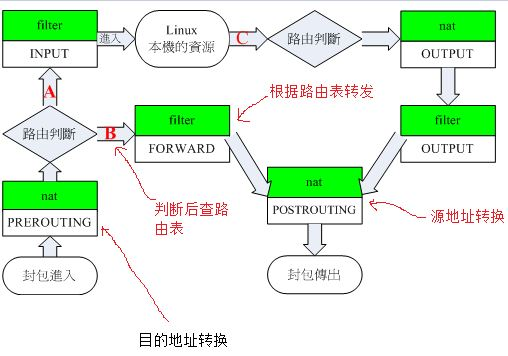 filter
INPUT
進入
Linux
本機的資源
C
路由判斷
nat
OUTPUT
A
根据路由表转发
路由判斷
B
filter
FORWARD
filter
OUTPUT
判断后查路
由表
nat
POSTROUTING
源地址转换
nat
PREROUTING
封包進入
封包傳出
目的地址转换